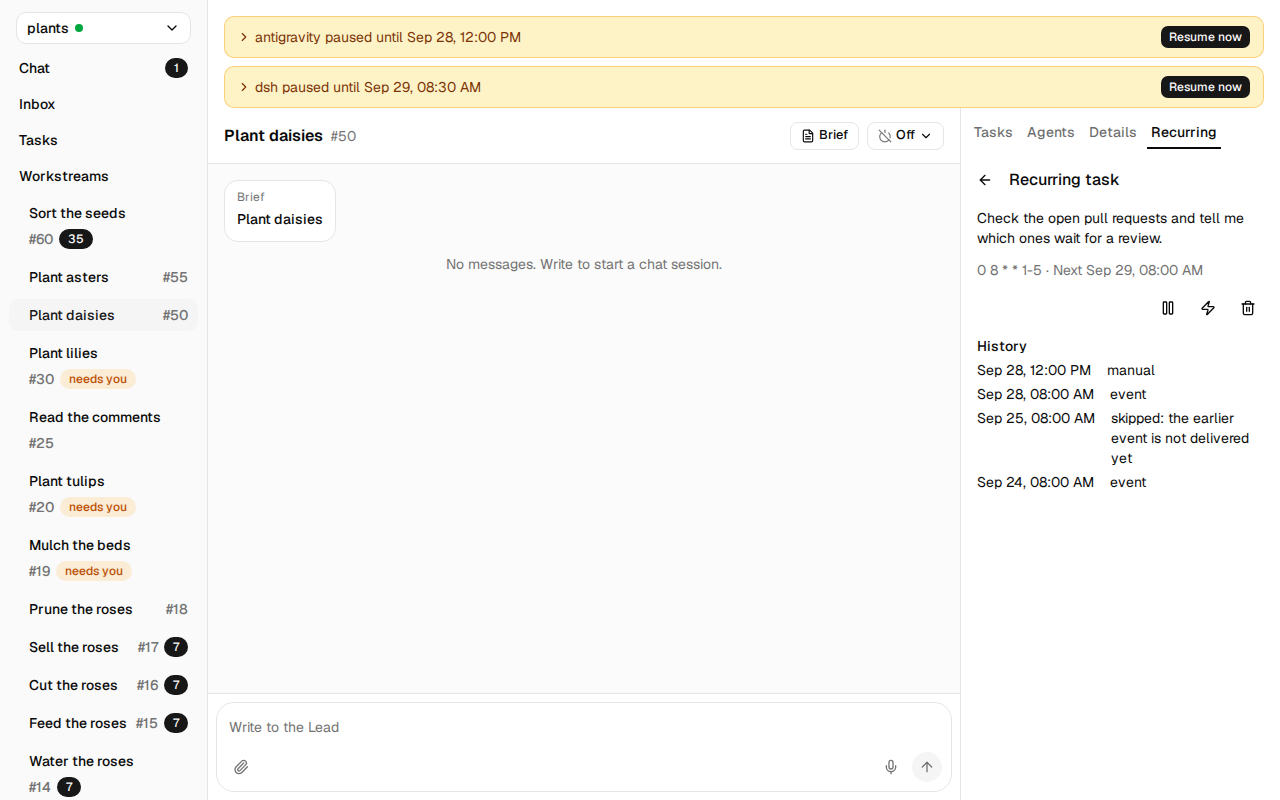 plants
Chat 1
Inbox
Tasks
Workstreams
Sort the seeds
#60 35
Plant asters #55
Plant daisies #50
Plant lilies
#30 needs you
Read the comments
#25
Plant tulips
#20 needs you
Mulch the beds
#19 needs you
Prune the roses #18
Sell the roses #17 7
Cut the roses #16 7
Feed the roses #15 7
Water the roses
#14 7
antigravity paused until Sep 28, 12:00 PM Resume now
dsh paused until Sep 29, 08:30 AM Resume now
Plant daisies #50 Brief Off
Brief
Plant daisies
No messages. Write to start a chat session.
Write to the Lead
Tasks Agents Details Recurring
Recurring task
Check the open pull requests and tell me
which ones wait for a review.
0 8 * * 1-5 · Next Sep 29, 08:00 AM
History
Sep 28, 12:00 PM manual
Sep 28, 08:00 AM event
Sep 25, 08:00 AM skipped: the earlier
event is not delivered
yet
Sep 24, 08:00 AM event